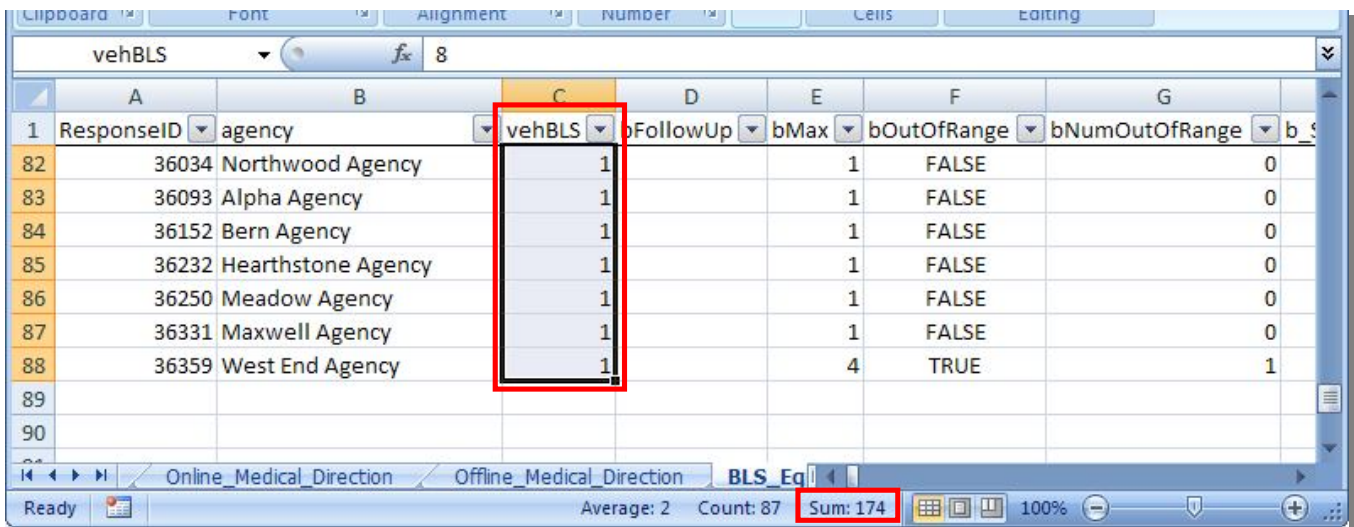 Clipboard Font Alignment Number Cells Editing
vehBLS fx 8
A B C D E F G
1 ResponseID agency vehBLS bFollowUp bMax bOutOfRange bNumOutOfRange
82 36034 Northwood Agency 1 1 FALSE 0
83 36093 Alpha Agency 1 1 FALSE 0
84 36152 Bern Agency 1 1 FALSE 0
85 36232 Hearthstone Agency 1 1 FALSE 0
86 36250 Meadow Agency 1 1 FALSE 0
87 36331 Maxwell Agency 1 1 FALSE 0
88 36359 West End Agency 1 4 TRUE 1
89
90
Online_Medical_Direction Offline_Medical_Direction BLS_Eq
Ready Average: 2 Count: 87 Sum: 174 100%